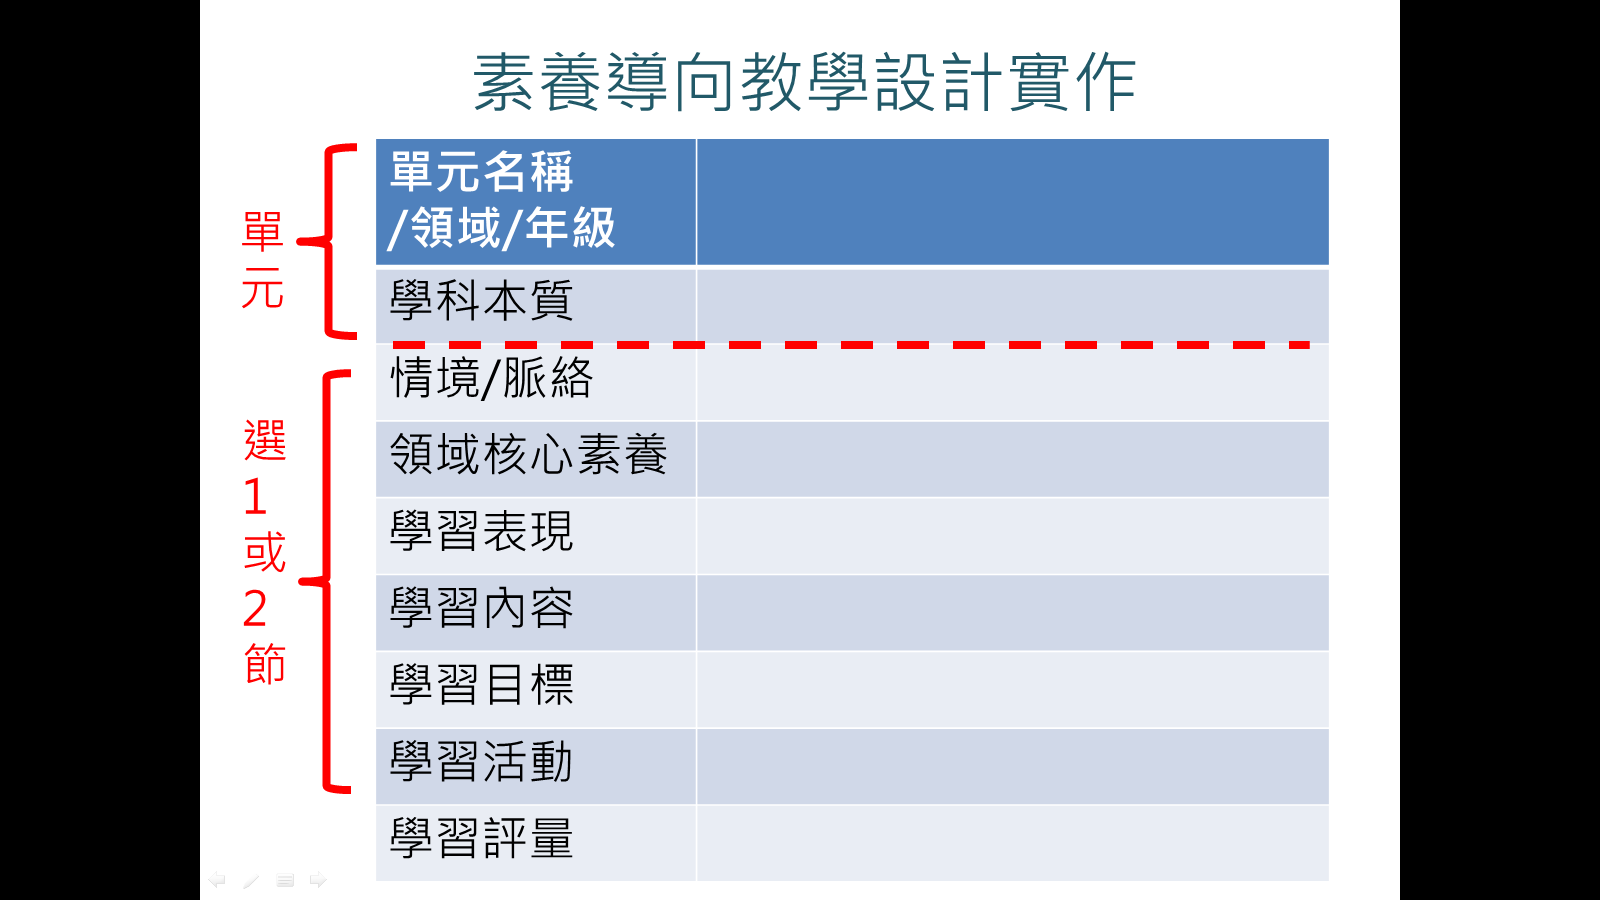 素養導向教學設計實作
單元名稱
/領域/年級
單
元
學科本質
情境/脈絡
領域核心素養
學習表現
學習內容
學習目標
學習活動
學習評量
選
1
或
2
節